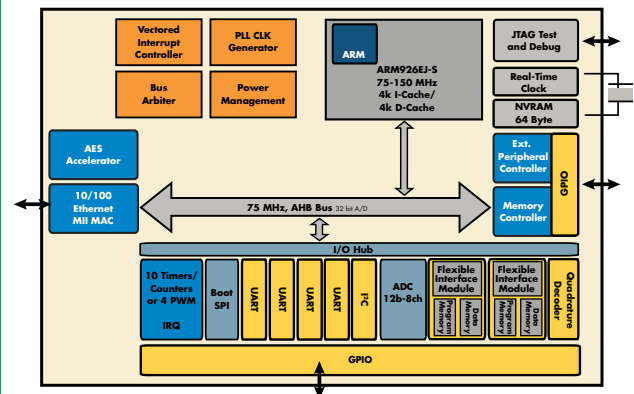 Vectored
Interrupt
Controller
PLL CLK
Generator
Bus
Arbiter
Power
Management
ARM
ARM926EJ-S
75-150 MHz
4k I-Cache/
4k D-Cache
JTAG Test
and Debug
Real-Time
Clock
NVRAM
64 Byte
AES
Accelerator
10/100
Ethernet
MII MAC
Ext.
Peripheral
Controller
Memory
Controller
GPIO
75 MHz, AHB Bus 32 bit A/D
I/O Hub
10 Timers/
Counters
or 4 PWM
IRQ
Boot
SPI
UART
UART
UART
UART
I²C
ADC
12b-8ch
Flexible
Interface
Module
Program
Memory
Data
Memory
Flexible
Interface
Module
Program
Memory
Data
Memory
Quadrature
Decoder
GPIO